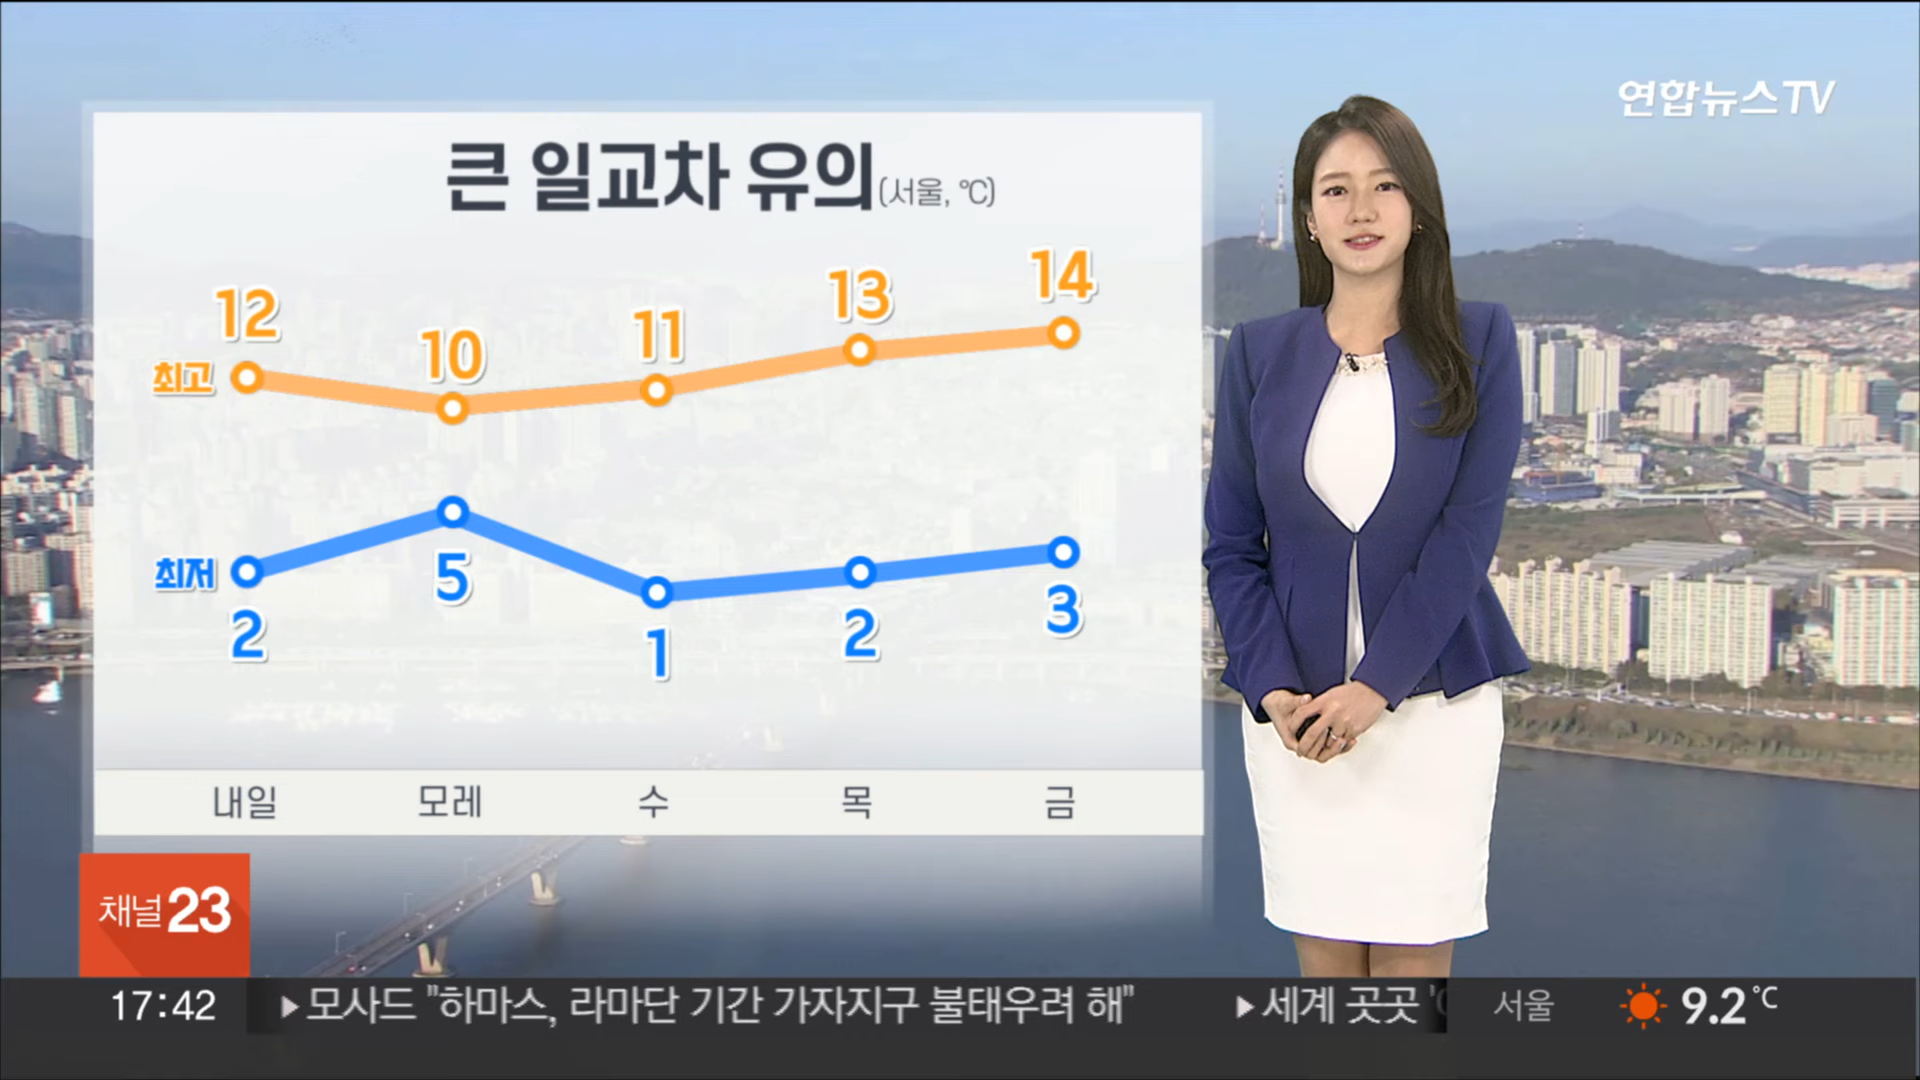 연합뉴스TV
큰 일교차 유의(서울, ℃)
12
10
11
13
14
최고
최저
2
5
1
2
3
내일
모레
수
목
금
채널23
17:42
▶모사드 "하마스, 라마단 기간 가자지구 불태우려 해"
▶세계 곳곳
서울
9.2℃